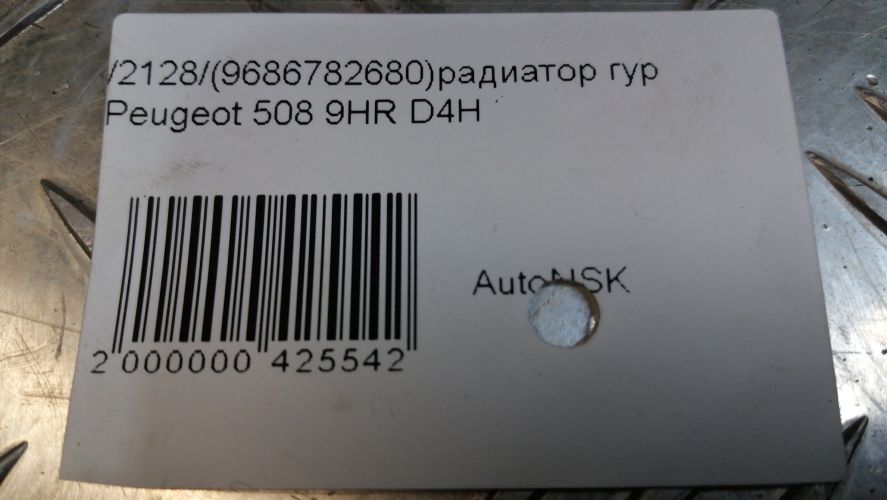 /2128/(9686782680)радиатор гур
Peugeot 508 9HR D4H
AutoNSK
2 000000 425542